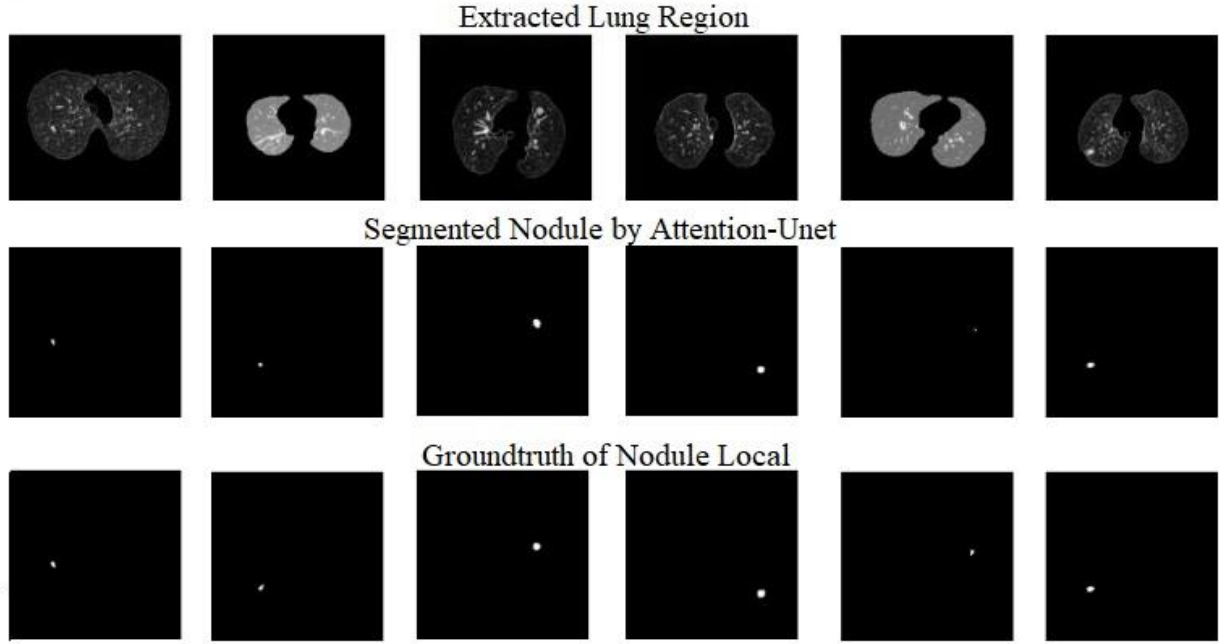 Extracted Lung Region
Segmented Nodule by Attention-Unet
Groundtruth of Nodule Local